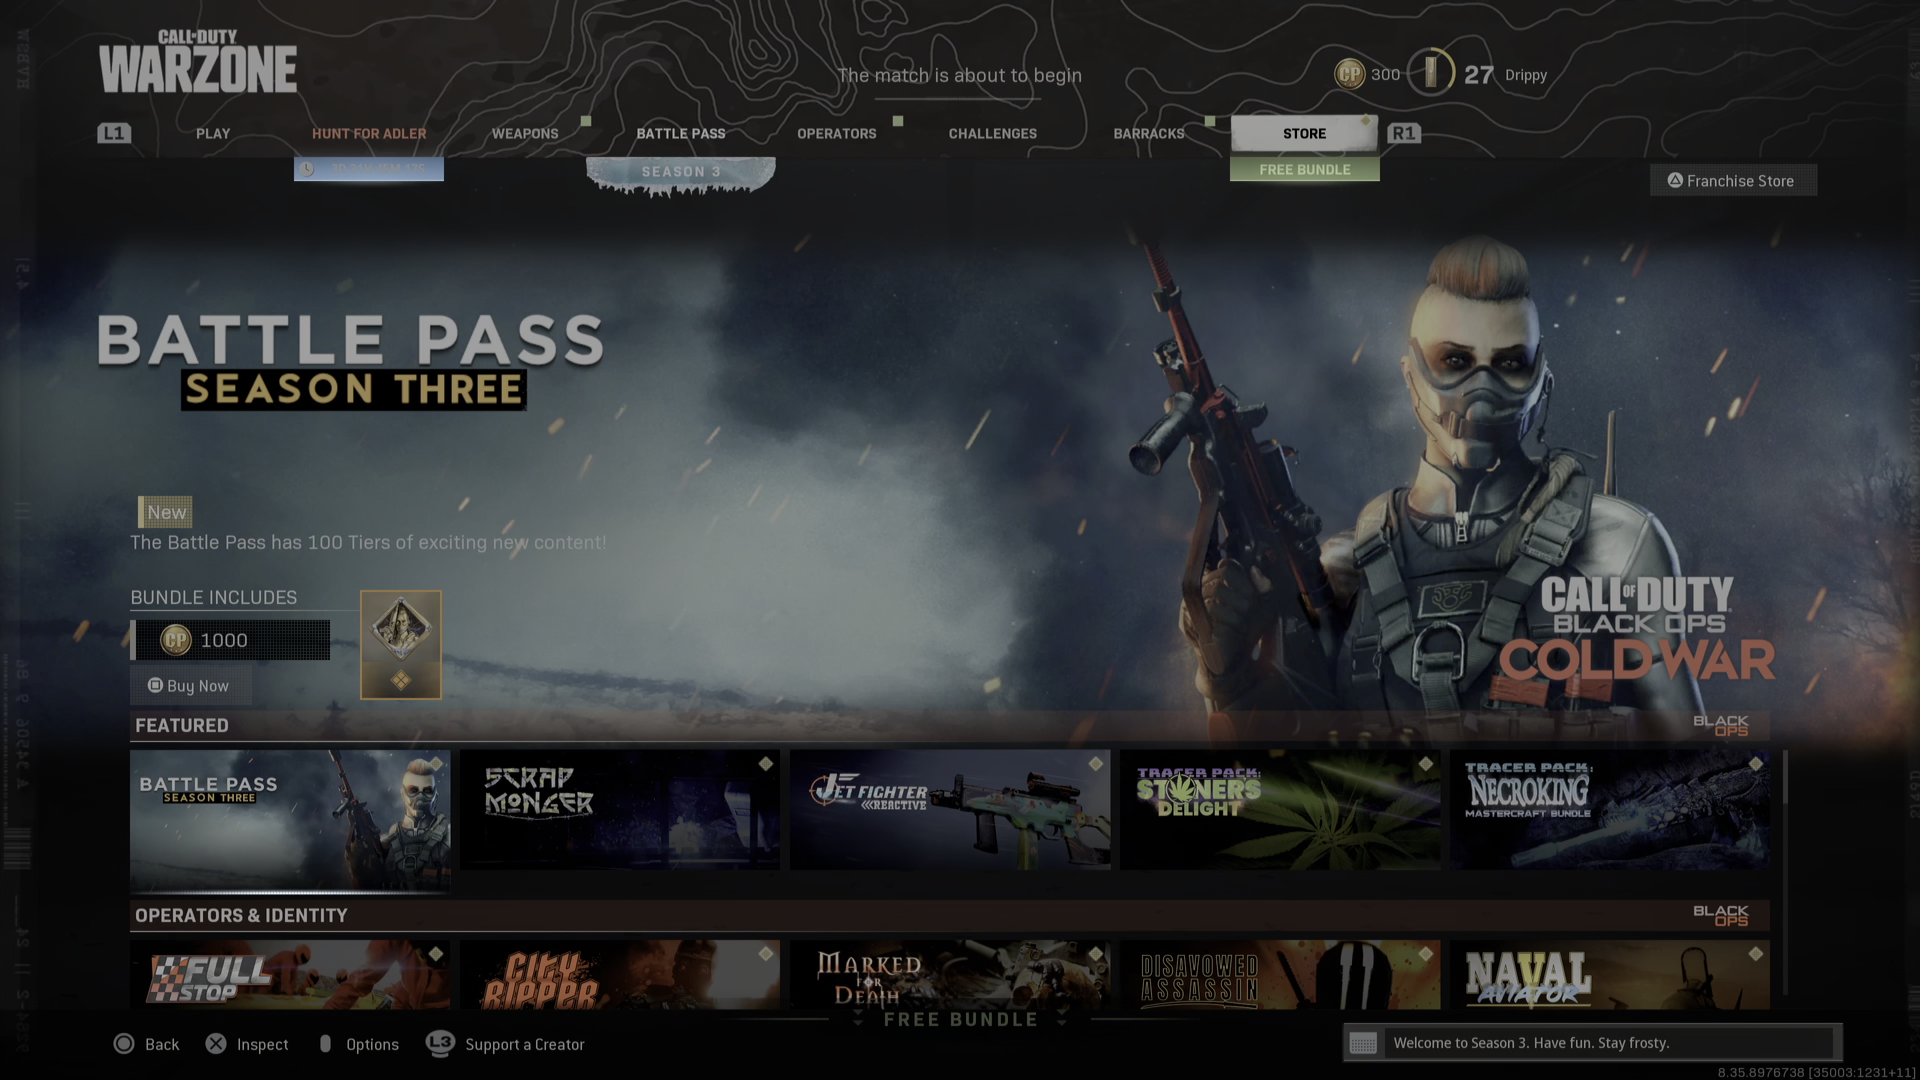 CALL OF DUTY
WARZONE
The match is about to begin
CP 300
27 Drippy
L1
PLAY
HUNT FOR ADLER
WEAPONS
BATTLE PASS
OPERATORS
CHALLENGES
BARRACKS
STORE
R1
SEASON 3
FREE BUNDLE
Franchise Store
BATTLE PASS
SEASON THREE
New
The Battle Pass has 100 Tiers of exciting new content!
BUNDLE INCLUDES
CP 1000
Buy Now
CALL OF DUTY
BLACK OPS
COLD WAR
FEATURED
BLACK
OPS
BATTLE PASS
SEASON THREE
SCRAP
MONGER
JET FIGHTER
REACTIVE
TRACER PACK:
STONERS
DELIGHT
TRACER PACK:
NECROKING
MASTERCRAFT BUNDLE
OPERATORS & IDENTITY
BLACK
OPS
FULL
STOP
CITY
RIPPER
MARKED
FOR
DEATH
DISAVOWED
ASSASSIN
NAVAL
AVIATOR
FREE BUNDLE
Back
Inspect
Options
L3 Support a Creator
Welcome to Season 3. Have fun. Stay frosty.
8.35.8976738 [35003:1231+11]